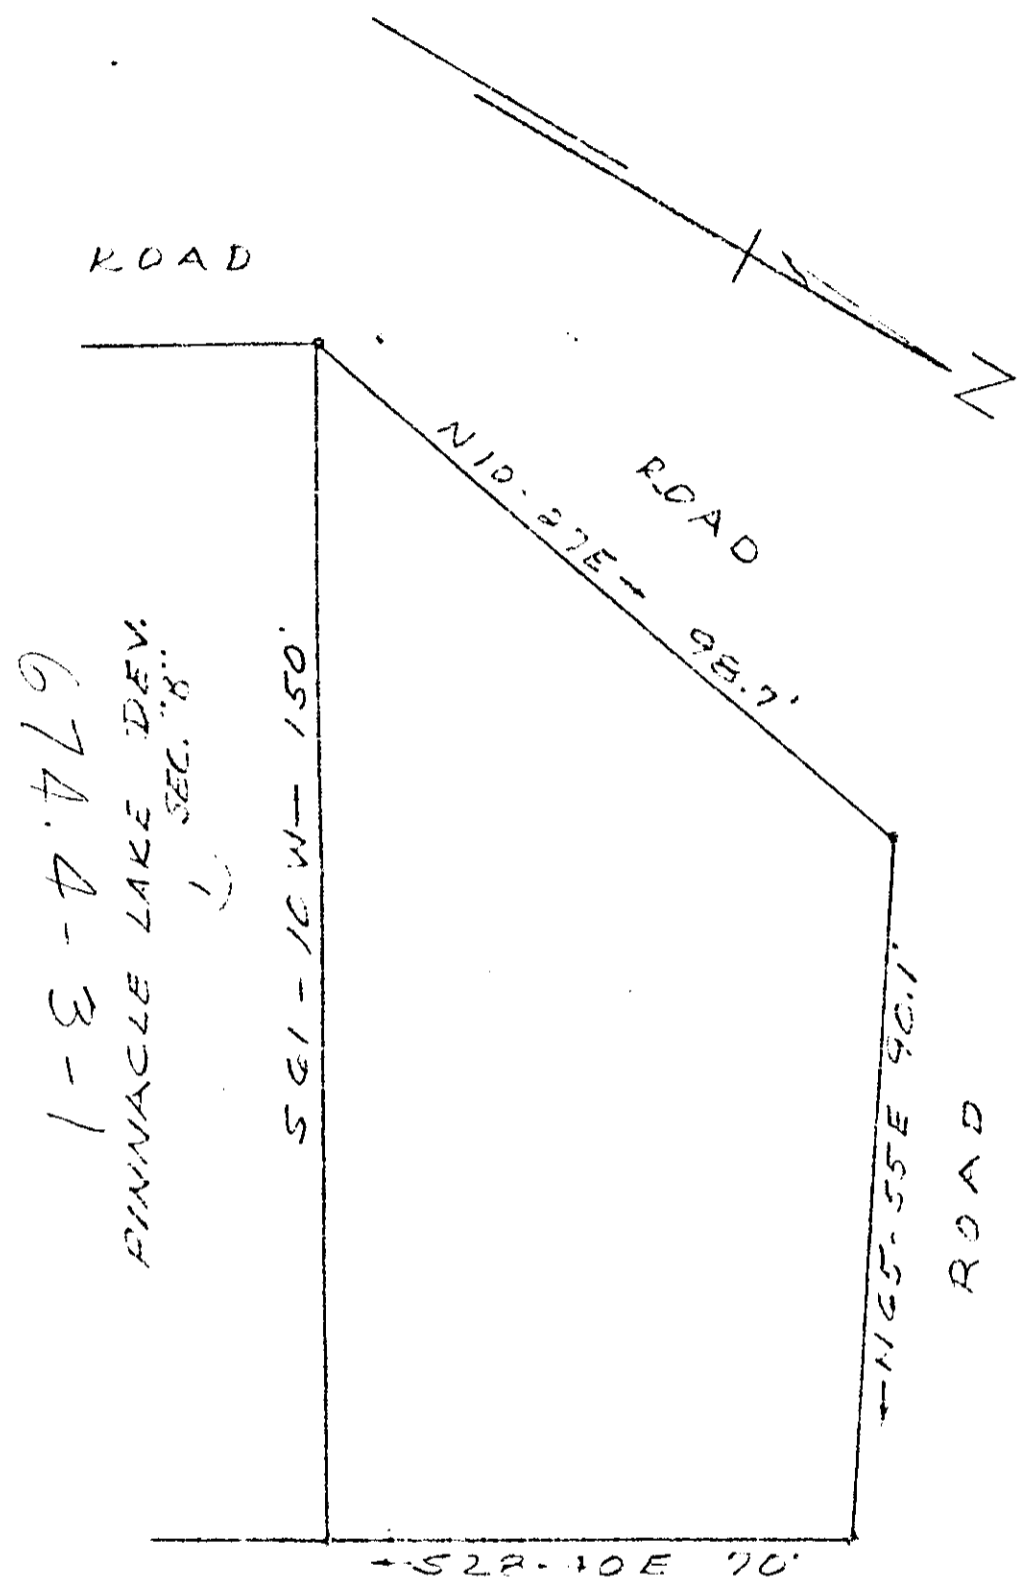 ROAD
N
N10-27E → 98.7'
ROAD
S61-10W— 150'
PINNACLE LAKE DEV.
SEC. "B"
1
674.4-3-1
←N65-55E 90.1'
ROAD
←S28-10E 70'